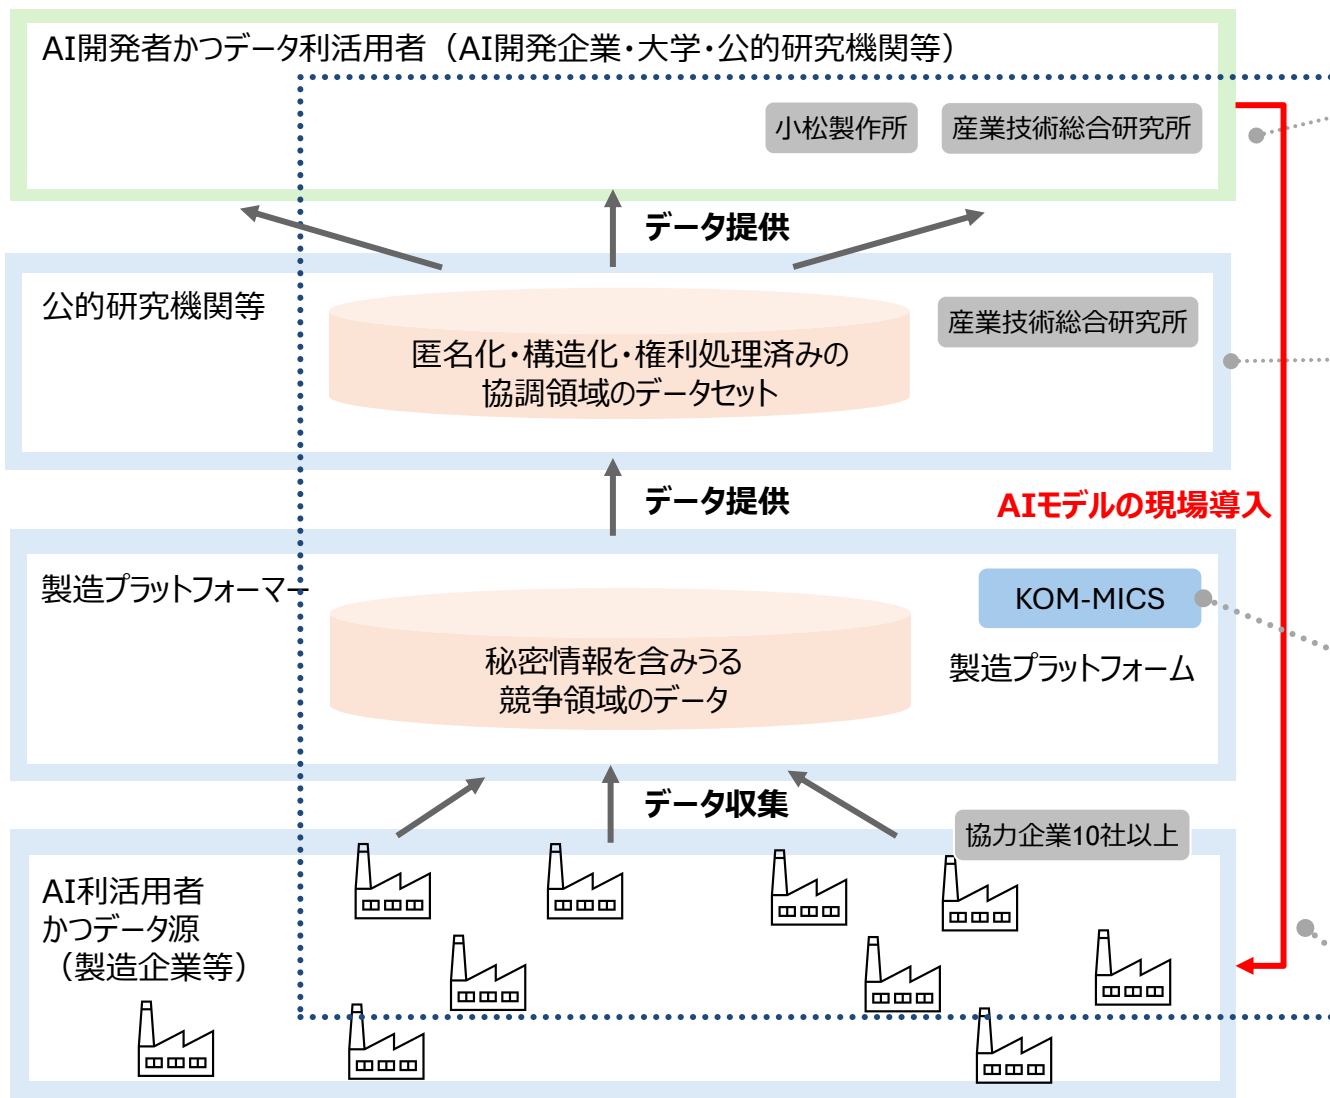 AI開発者かつデータ利活用者（AI開発企業・大学・公的研究機関等）
小松製作所
産業技術総合研究所
データ提供
公的研究機関等
産業技術総合研究所
匿名化・構造化・権利処理済みの
協調領域のデータセット
データ提供
AIモデルの現場導入
製造プラットフォーマー
KOM-MICS
製造プラットフォーム
秘密情報を含みうる
競争領域のデータ
データ収集
協力企業10社以上
AI利活用者
かつデータ源
（製造企業等）